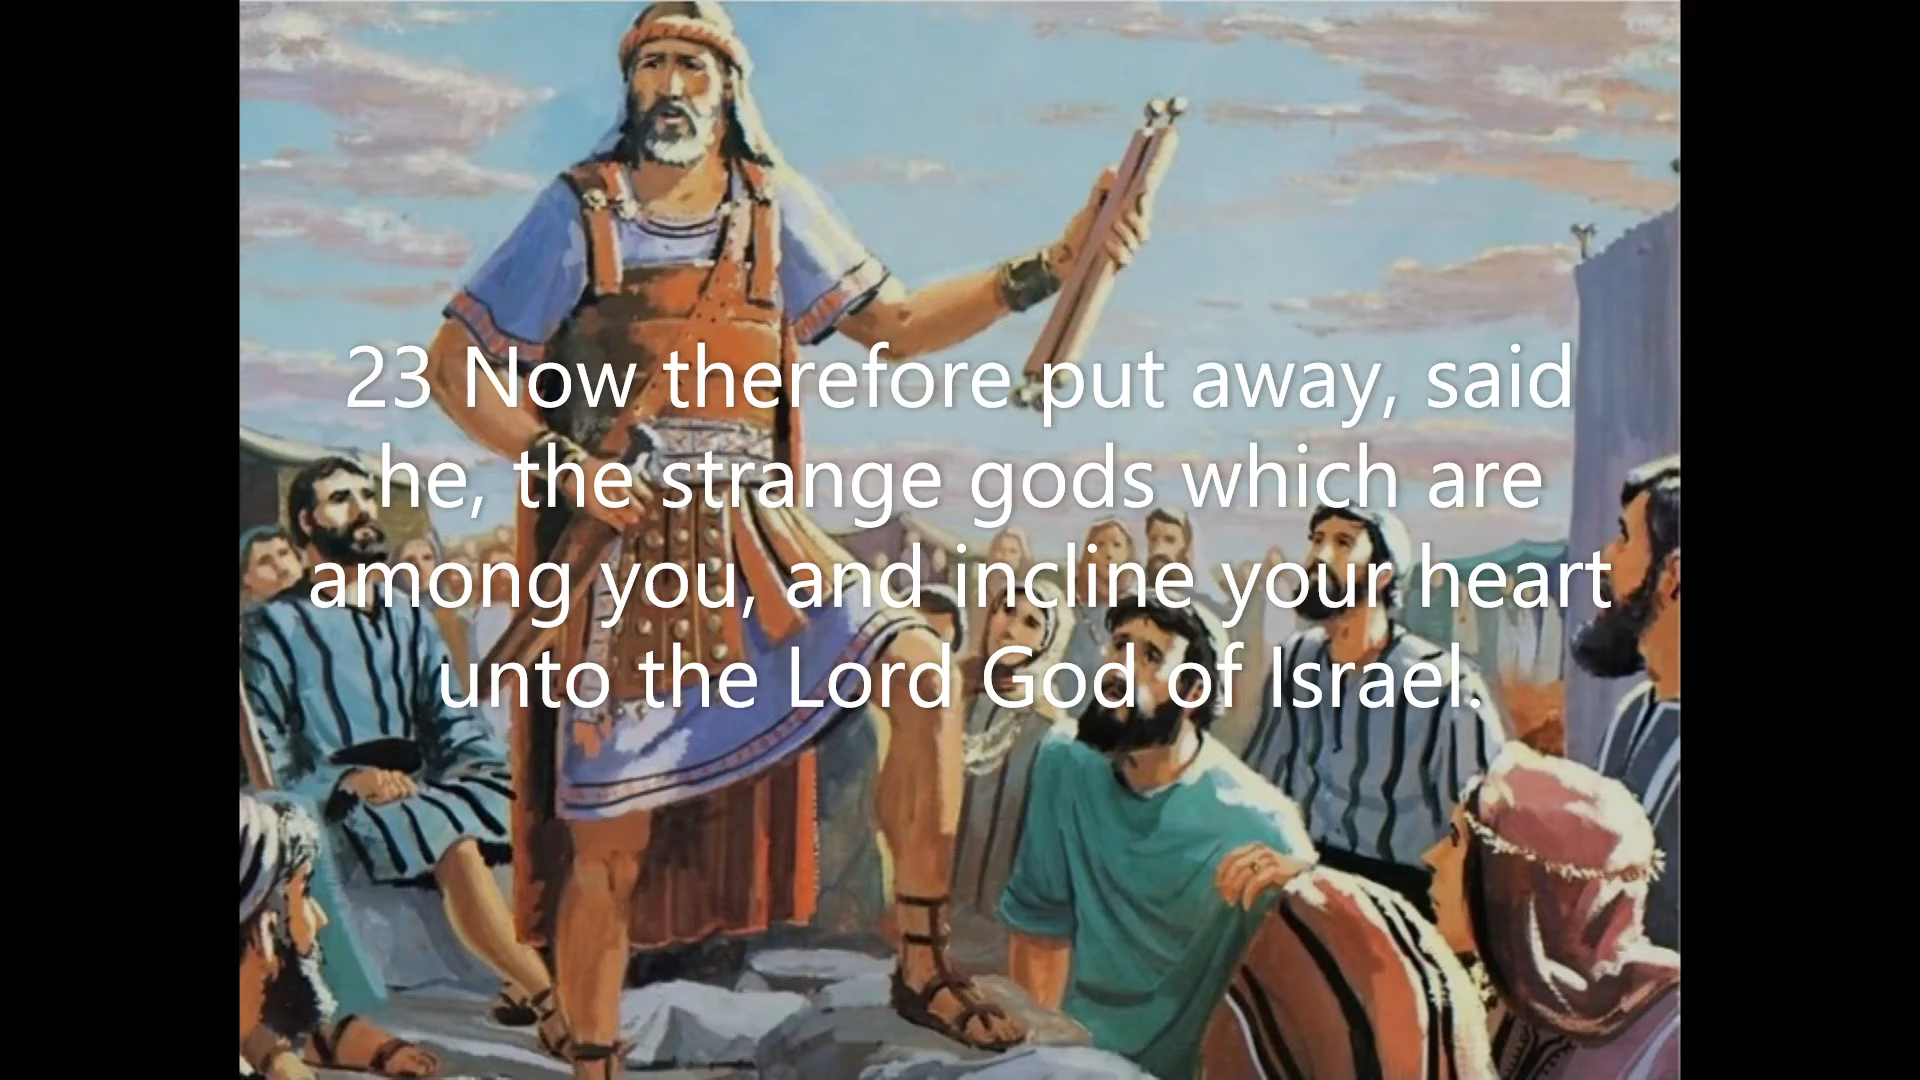 23 Now therefore put away, said
he, the strange gods which are
among you, and incline your heart
unto the Lord God of Israel.